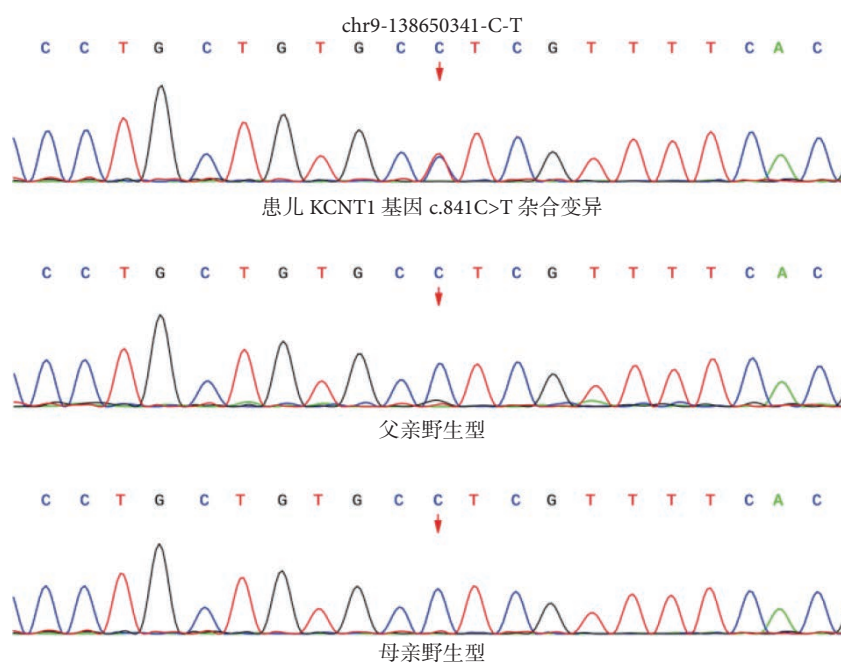 chr9-138650341-C-T
C C T G C T G T G C C T C G T T T T C A C
患儿 KCNT1 基因 c.841C>T 杂合变异
C C T G C T G T G C C T C G T T T T C A C
父亲野生型
C C T G C T G T G C C T C G T T T T C A C
母亲野生型